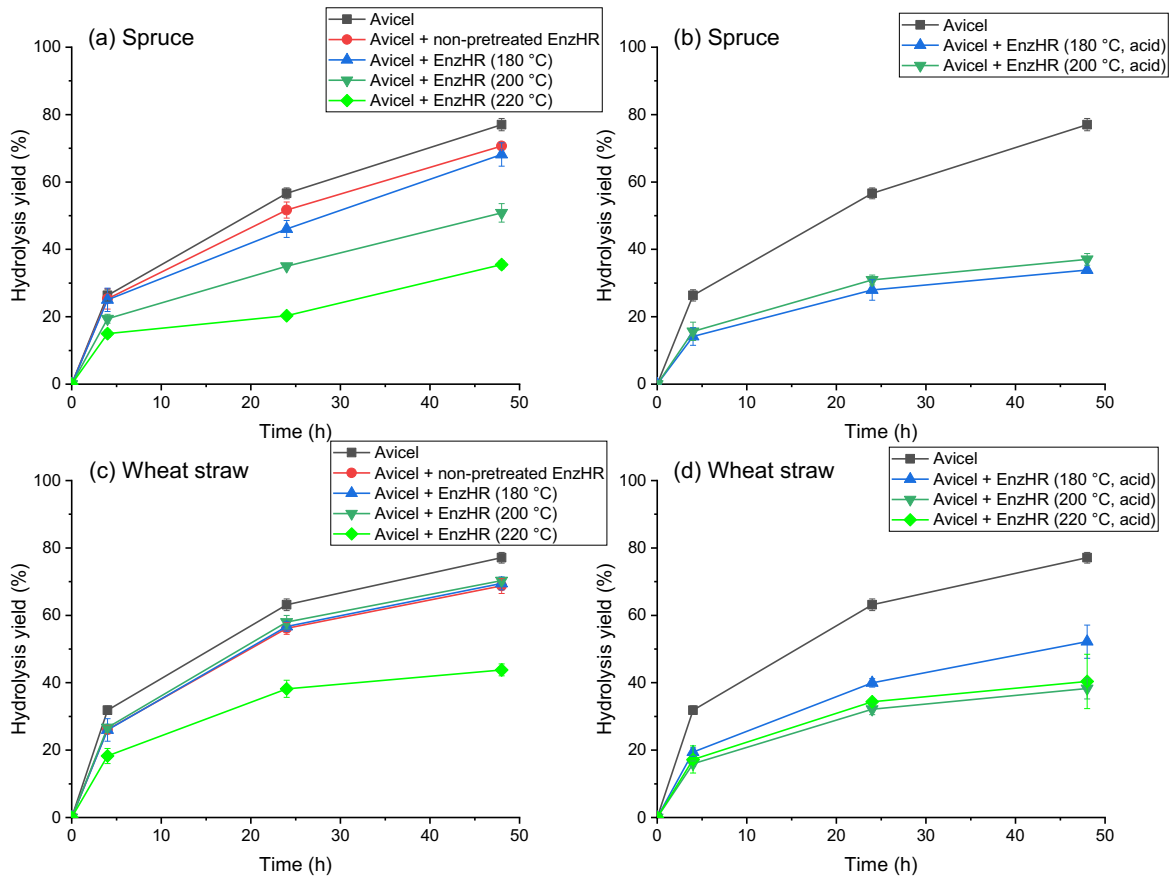 (a) Spruce
Avicel
Avicel + non-pretreated EnzHR
Avicel + EnzHR (180 °C)
Avicel + EnzHR (200 °C)
Avicel + EnzHR (220 °C)
Hydrolysis yield (%)
100
80
60
40
20
0
0 10 20 30 40 50
Time (h)
(b) Spruce
Avicel
Avicel + EnzHR (180 °C, acid)
Avicel + EnzHR (200 °C, acid)
Hydrolysis yield (%)
100
80
60
40
20
0
0 10 20 30 40 50
Time (h)
(c) Wheat straw
Avicel
Avicel + non-pretreated EnzHR
Avicel + EnzHR (180 °C)
Avicel + EnzHR (200 °C)
Avicel + EnzHR (220 °C)
Hydrolysis yield (%)
100
80
60
40
20
0
0 10 20 30 40 50
Time (h)
(d) Wheat straw
Avicel
Avicel + EnzHR (180 °C, acid)
Avicel + EnzHR (200 °C, acid)
Avicel + EnzHR (220 °C, acid)
Hydrolysis yield (%)
100
80
60
40
20
0
0 10 20 30 40 50
Time (h)